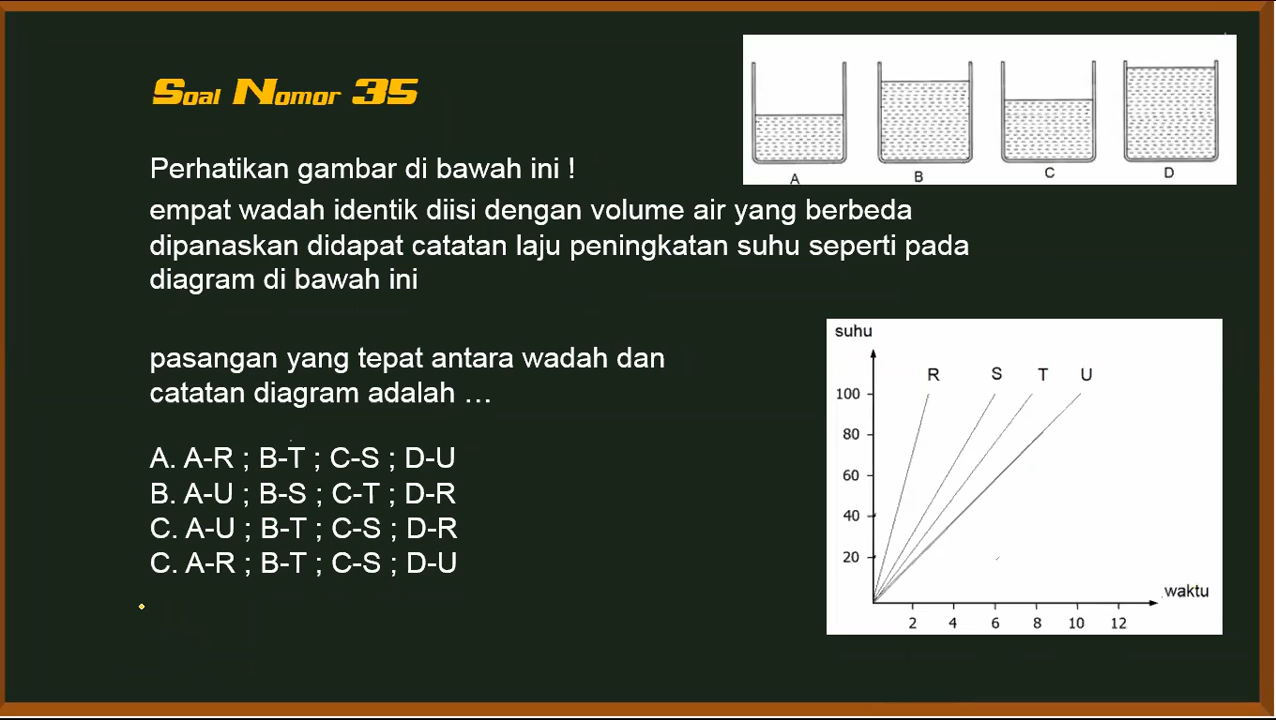 Soal Nomor 35
A B C D
Perhatikan gambar di bawah ini !
empat wadah identik diisi dengan volume air yang berbeda
dipanaskan didapat catatan laju peningkatan suhu seperti pada
diagram di bawah ini
pasangan yang tepat antara wadah dan
catatan diagram adalah ...
A. A-R ; B-T ; C-S ; D-U
B. A-U ; B-S ; C-T ; D-R
C. A-U ; B-T ; C-S ; D-R
C. A-R ; B-T ; C-S ; D-U
suhu
R S T U
100
80
60
40
20
waktu
2 4 6 8 10 12